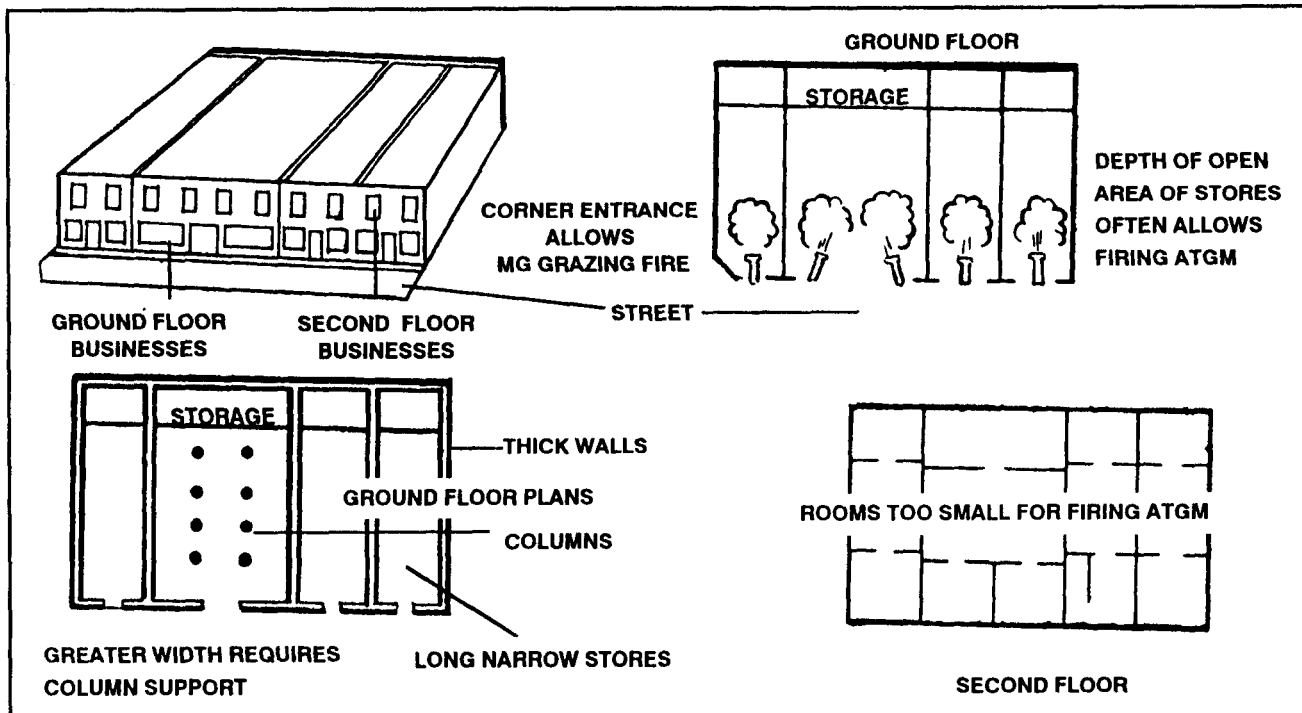 GROUND FLOOR
STORAGE
DEPTH OF OPEN
AREA OF STORES
OFTEN ALLOWS
FIRING ATGM
CORNER ENTRANCE
ALLOWS
MG GRAZING FIRE
STREET
GROUND FLOOR
BUSINESSES
SECOND FLOOR
BUSINESSES
STORAGE
THICK WALLS
GROUND FLOOR PLANS
COLUMNS
GREATER WIDTH REQUIRES
COLUMN SUPPORT
LONG NARROW STORES
ROOMS TOO SMALL FOR FIRING ATGM
SECOND FLOOR